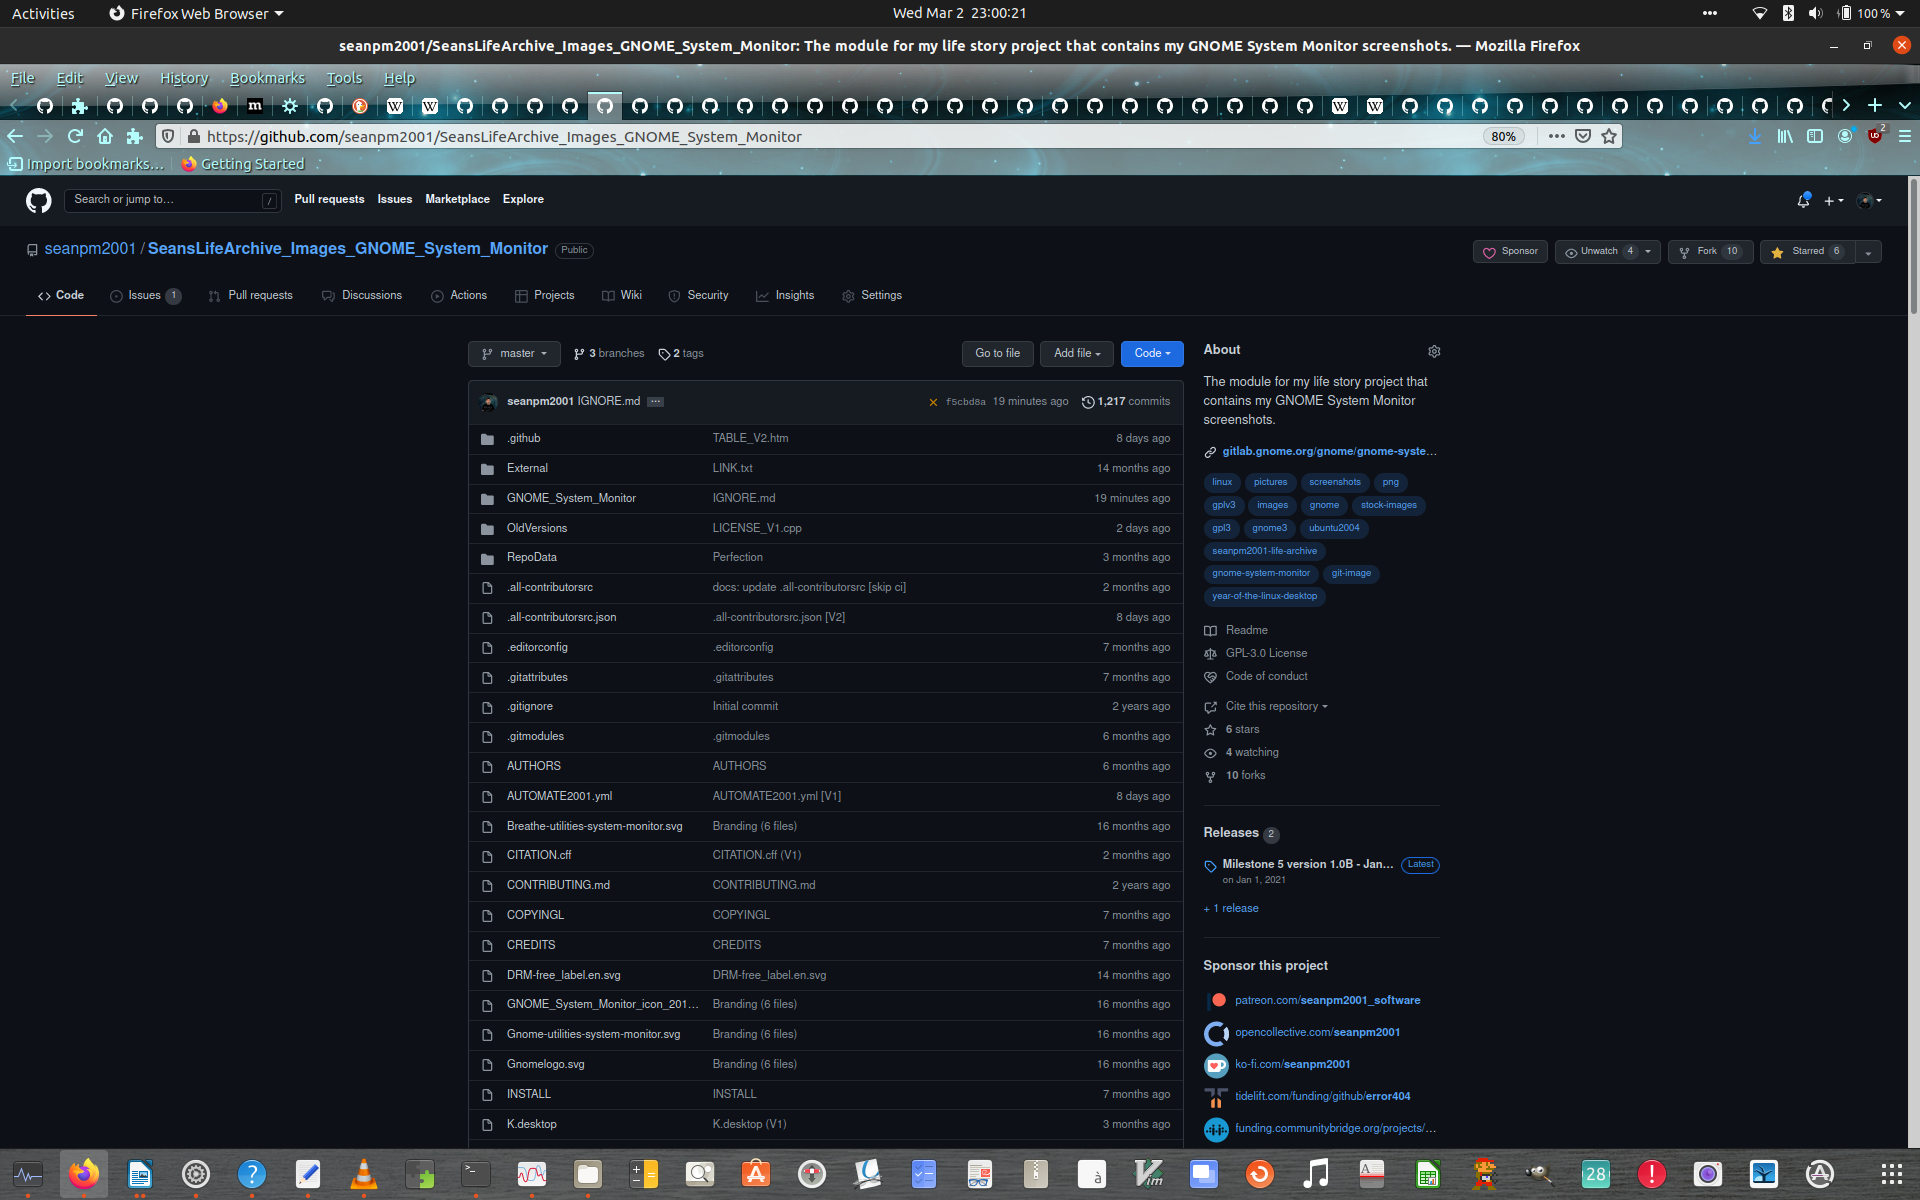 Activities Firefox Web Browser Wed Mar 2 23:00:21 100 %
seanpm2001/SeansLifeArchive_Images_GNOME_System_Monitor: The module for my life story project that contains my GNOME System Monitor screenshots. — Mozilla Firefox
File Edit View History Bookmarks Tools Help
https://github.com/seanpm2001/SeansLifeArchive_Images_GNOME_System_Monitor 80% 2
Import bookmarks... Getting Started
Search or jump to... / Pull requests Issues Marketplace Explore
seanpm2001 / SeansLifeArchive_Images_GNOME_System_Monitor Public Sponsor Unwatch 4 Fork 10 Starred 6
Code Issues 1 Pull requests Discussions Actions Projects Wiki Security Insights Settings
master 3 branches 2 tags Go to file Add file Code
seanpm2001 IGNORE.md ... f5cbd8a 19 minutes ago 1,217 commits
.github TABLE_V2.htm 8 days ago
External LINK.txt 14 months ago
GNOME_System_Monitor IGNORE.md 19 minutes ago
OldVersions LICENSE_V1.cpp 2 days ago
RepoData Perfection 3 months ago
.all-contributorsrc docs: update .all-contributorsrc [skip ci] 2 months ago
.all-contributorsrc.json .all-contributorsrc.json [V2] 8 days ago
.editorconfig .editorconfig 7 months ago
.gitattributes .gitattributes 7 months ago
.gitignore Initial commit 2 years ago
.gitmodules .gitmodules 6 months ago
AUTHORS AUTHORS 6 months ago
AUTOMATE2001.yml AUTOMATE2001.yml [V1] 8 days ago
Breathe-utilities-system-monitor.svg Branding (6 files) 16 months ago
CITATION.cff CITATION.cff (V1) 2 months ago
CONTRIBUTING.md CONTRIBUTING.md 2 years ago
COPYINGL COPYINGL 7 months ago
CREDITS CREDITS 7 months ago
DRM-free_label.en.svg DRM-free_label.en.svg 14 months ago
GNOME_System_Monitor_icon_201... Branding (6 files) 16 months ago
Gnome-utilities-system-monitor.svg Branding (6 files) 16 months ago
Gnomelogo.svg Branding (6 files) 16 months ago
INSTALL INSTALL 7 months ago
K.desktop K.desktop (V1) 3 months ago
About
The module for my life story project that
contains my GNOME System Monitor
screenshots.
gitlab.gnome.org/gnome/gnome-syste...
linux pictures screenshots png
gplv3 images gnome stock-images
gpl3 gnome3 ubuntu2004
seanpm2001-life-archive
gnome-system-monitor git-image
year-of-the-linux-desktop
Readme
GPL-3.0 License
Code of conduct
Cite this repository
6 stars
4 watching
10 forks
Releases 2
Milestone 5 version 1.0B - Jan... Latest
on Jan 1, 2021
+ 1 release
Sponsor this project
patreon.com/seanpm2001_software
opencollective.com/seanpm2001
ko-fi.com/seanpm2001
tidelift.com/funding/github/error404
funding.communitybridge.org/projects/...
28